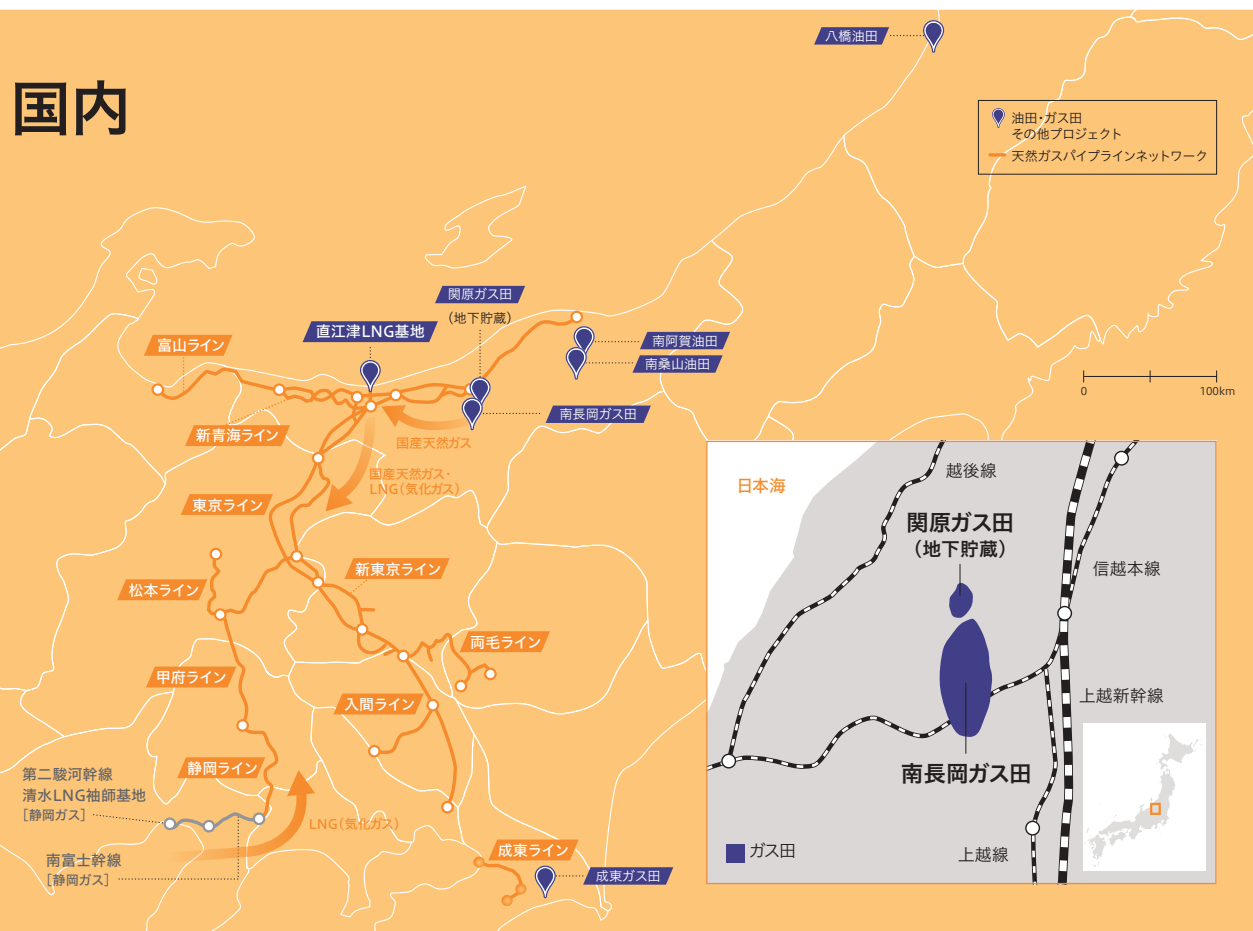 国内
八橋油田
油田・ガス田
その他プロジェクト
天然ガスパイプラインネットワーク
0
100km
関原ガス田
(地下貯蔵)
直江津LNG基地
富山ライン
南阿賀油田
南桑山油田
南長岡ガス田
新青海ライン
国産天然ガス
国産天然ガス・
LNG(気化ガス)
東京ライン
新東京ライン
松本ライン
両毛ライン
甲府ライン
入間ライン
静岡ライン
第二駿河幹線
清水LNG袖師基地
[静岡ガス]
LNG(気化ガス)
南富士幹線
[静岡ガス]
成東ライン
成東ガス田
日本海
越後線
関原ガス田
(地下貯蔵)
信越本線
上越新幹線
南長岡ガス田
ガス田
上越線